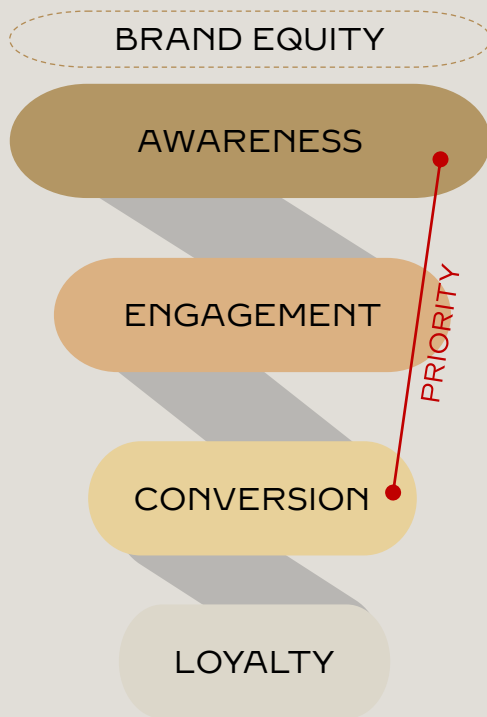 BRAND EQUITY
AWARENESS
ENGAGEMENT
PRIORITY
CONVERSION
LOYALTY